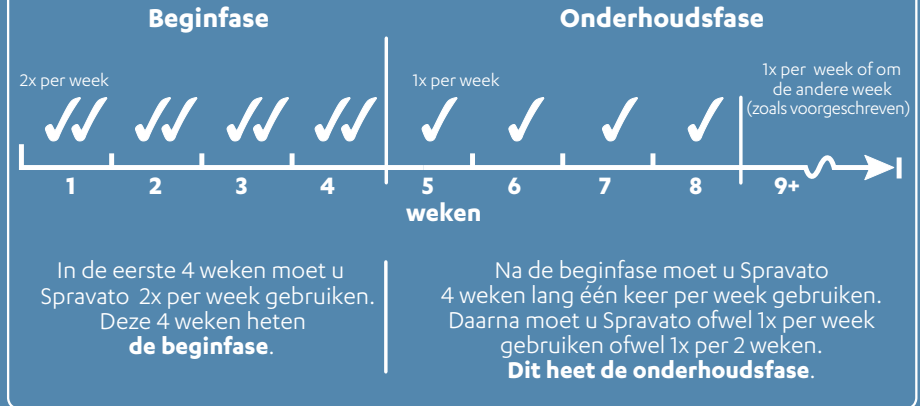 Beginfase
Onderhoudsfase
2x per week
1x per week
1x per week of om
de andere week
(zoals voorgeschreven)
1 2 3 4 5 6 7 8 9+
weken
In de eerste 4 weken moet u
Spravato 2x per week gebruiken.
Deze 4 weken heten
de beginfase.
Na de beginfase moet u Spravato
4 weken lang één keer per week gebruiken.
Daarna moet u Spravato ofwel 1x per week
gebruiken ofwel 1x per 2 weken.
Dit heet de onderhoudsfase.